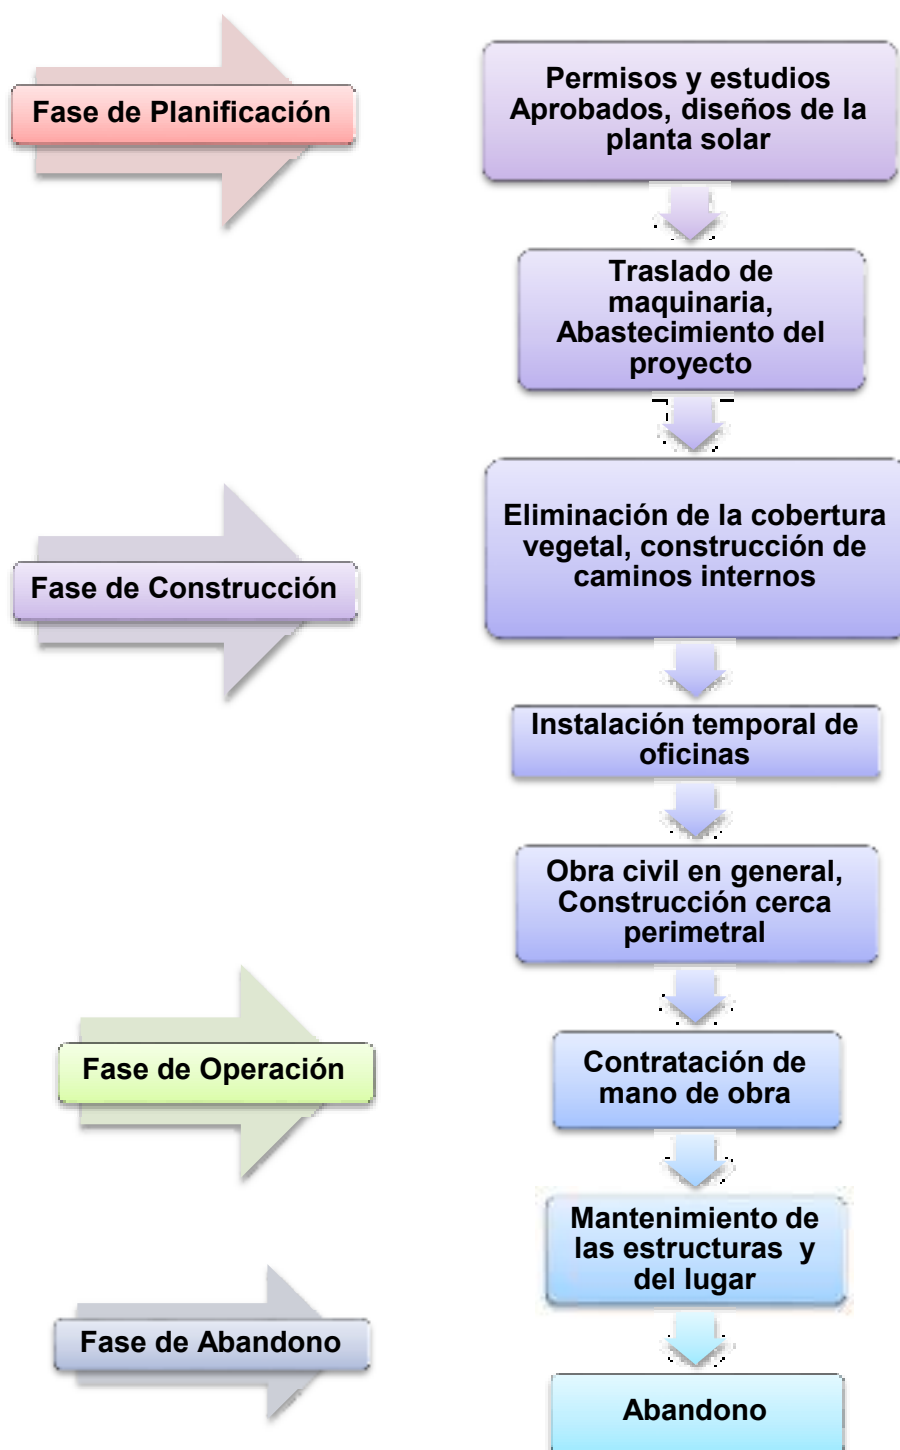 Fase de Planificación
Permisos y estudios
Aprobados, diseños de la
planta solar
Traslado de
maquinaria,
Abastecimiento del
proyecto
Fase de Construcción
Eliminación de la cobertura
vegetal, construcción de
caminos internos
Instalación temporal de
oficinas
Obra civil en general,
Construcción cerca
perimetral
Fase de Operación
Contratación de
mano de obra
Mantenimiento de
las estructuras y
del lugar
Fase de Abandono
Abandono